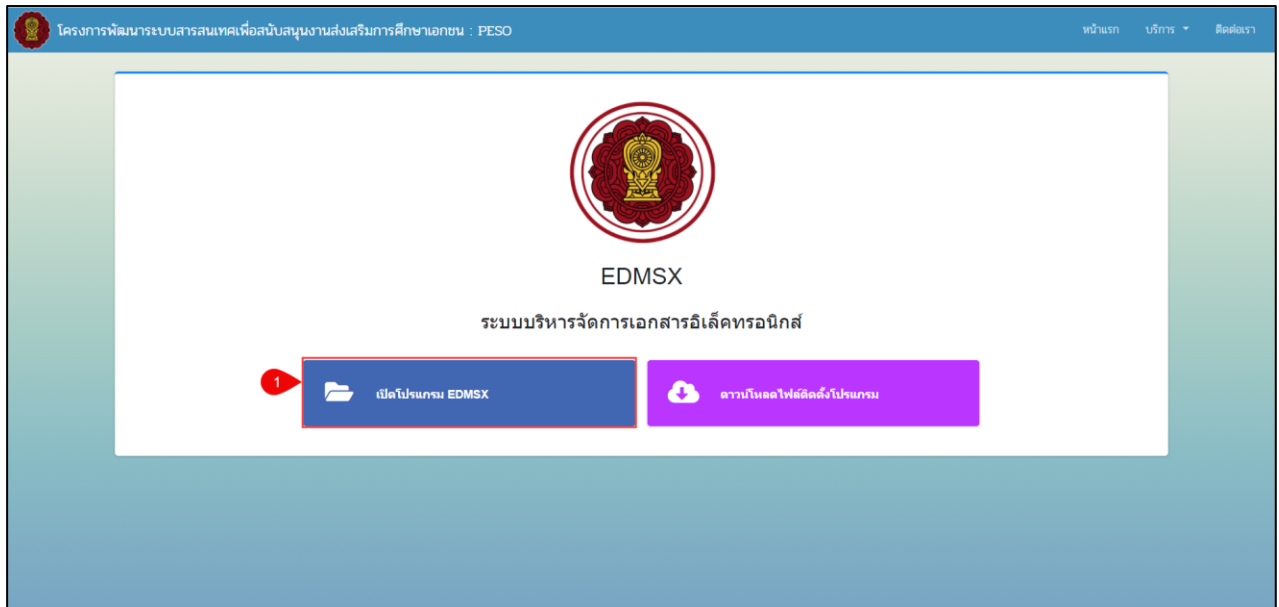 โครงการพัฒนาระบบสารสนเทศเพื่อสนับสนุนงานส่งเสริมการศึกษาเอกชน : PESO
หน้าแรก บริการ ติดต่อเรา
EDMSX
ระบบบริหารจัดการเอกสารอิเล็คทรอนิกส์
1
เปิดโปรแกรม EDMSX
ดาวน์โหลดไฟล์ติดตั้งโปรแกรม